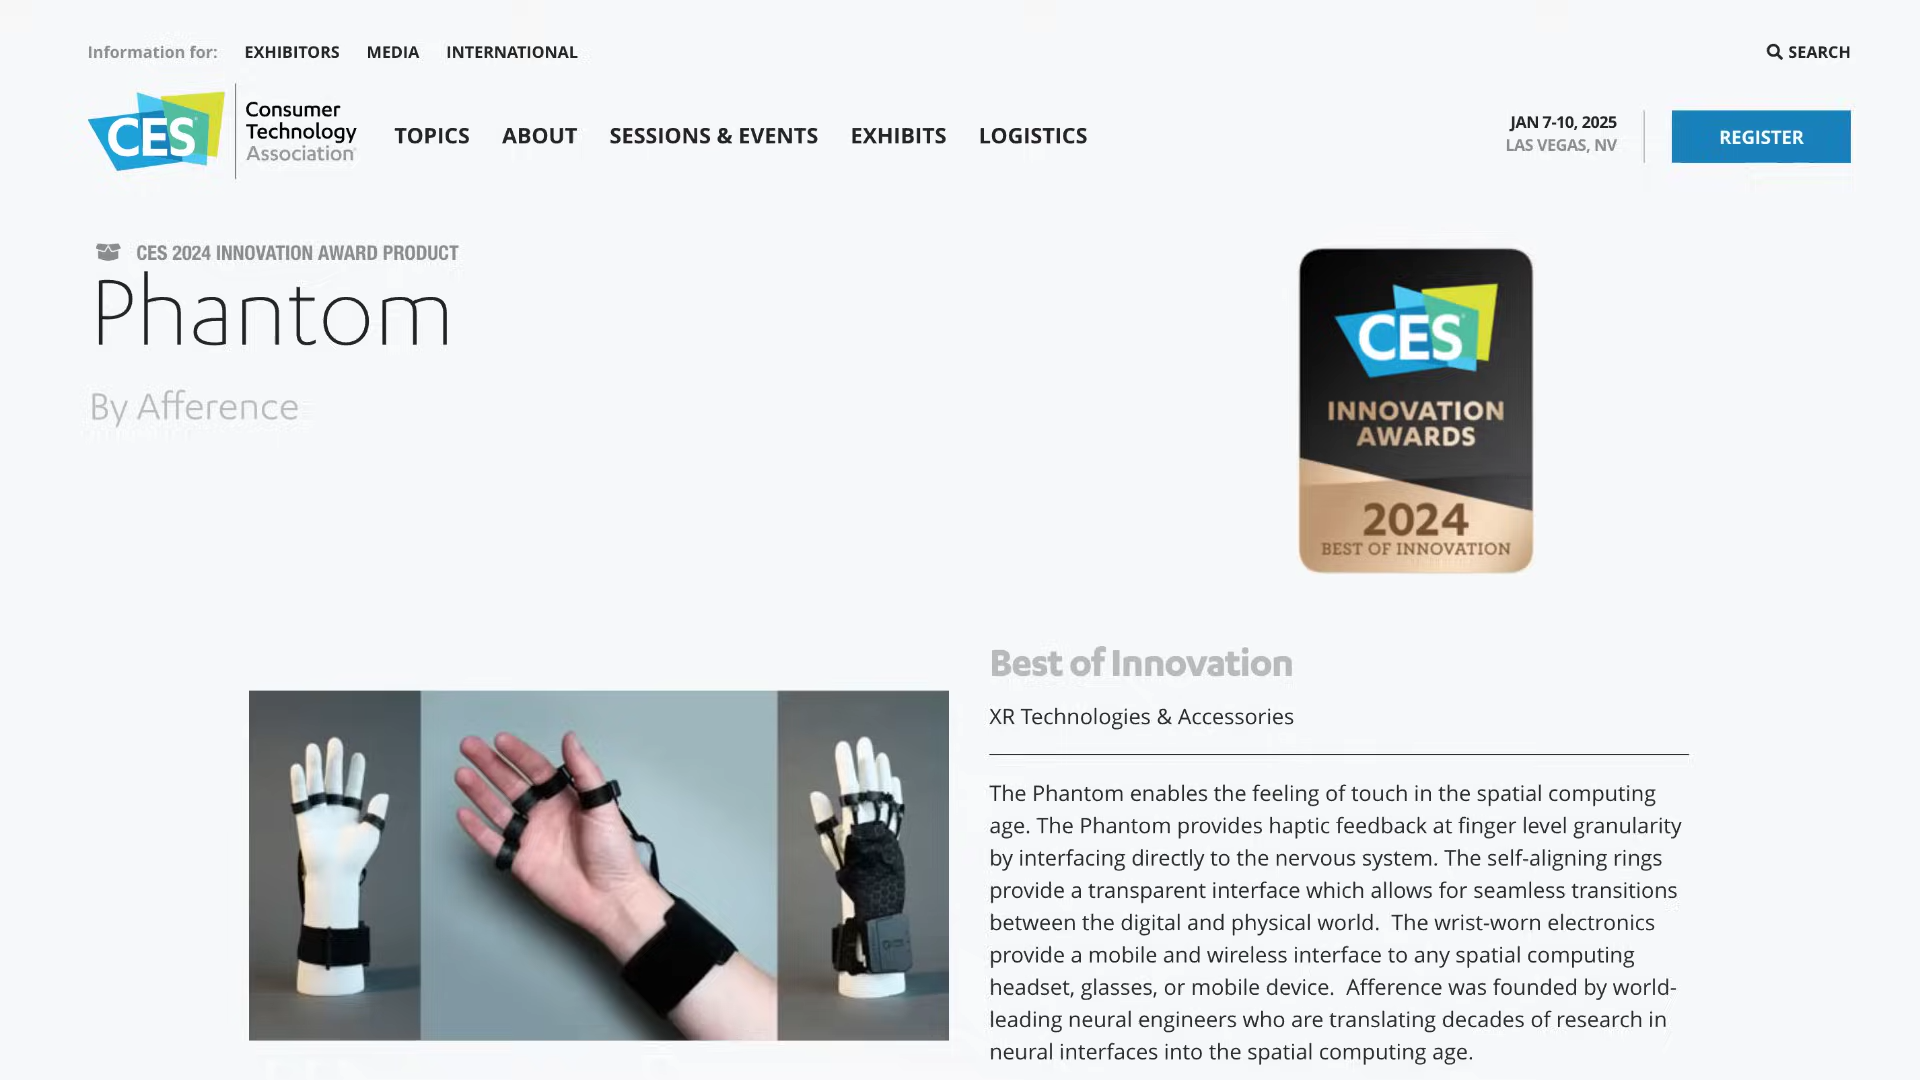 Information for: EXHIBITORS MEDIA INTERNATIONAL
SEARCH
CES
Consumer
Technology
Association
TOPICS ABOUT SESSIONS & EVENTS EXHIBITS LOGISTICS
JAN 7-10, 2025
LAS VEGAS, NV
REGISTER
CES 2024 INNOVATION AWARD PRODUCT
Phantom
By Afference
CES
INNOVATION
AWARDS
2024
BEST OF INNOVATION
Best of Innovation
XR Technologies & Accessories
The Phantom enables the feeling of touch in the spatial computing
age. The Phantom provides haptic feedback at finger level granularity
by interfacing directly to the nervous system. The self-aligning rings
provide a transparent interface which allows for seamless transitions
between the digital and physical world.  The wrist-worn electronics
provide a mobile and wireless interface to any spatial computing
headset, glasses, or mobile device.  Afference was founded by world-
leading neural engineers who are translating decades of research in
neural interfaces into the spatial computing age.